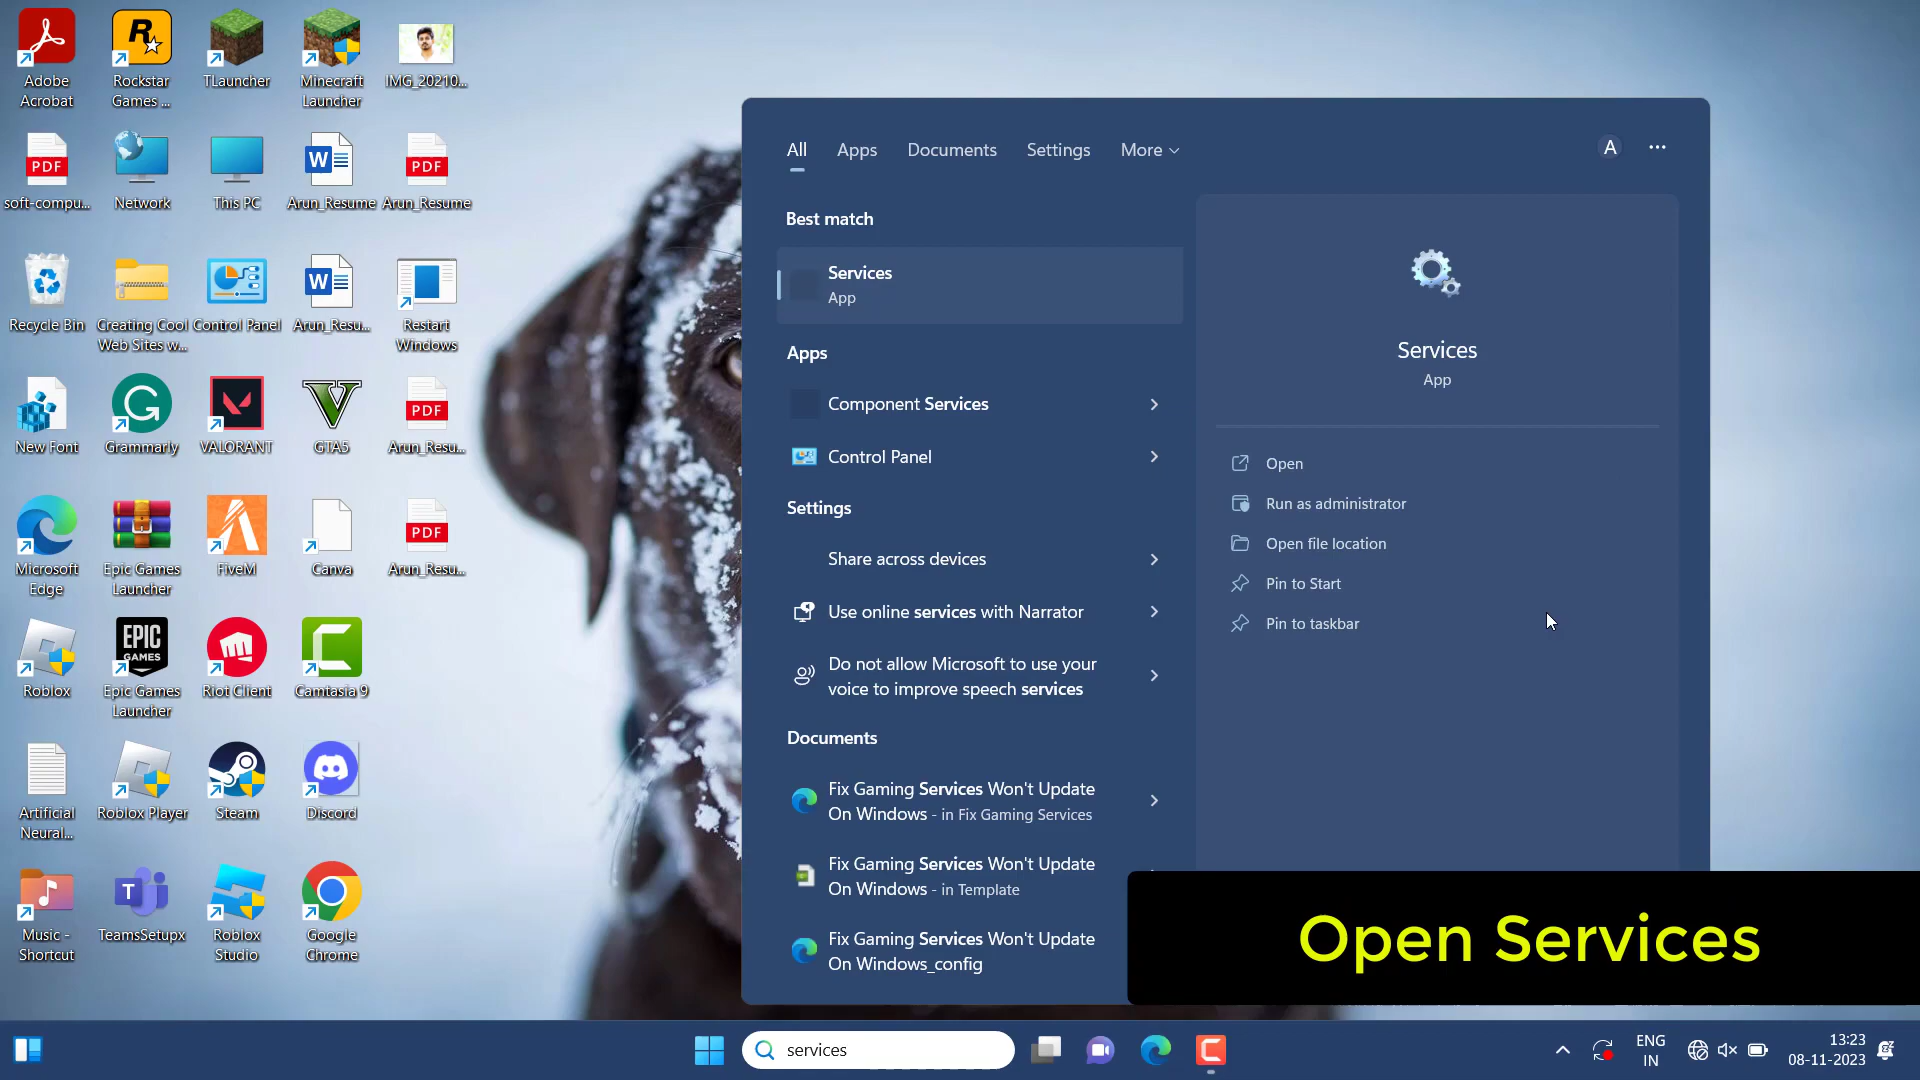 Adobe
Acrobat
Rockstar
Games ...
TLauncher
Minecraft
Launcher
IMG_20210...
PDF
soft-compu...
Network
This PC
W
Arun_Resume
PDF
Arun_Resume
Recycle Bin
Creating Cool
Web Sites w...
Control Panel
W
Arun_Resu...
Restart
Windows
New Font
Grammarly
VALORANT
GTA5
PDF
Arun_Resu...
Microsoft
Edge
Epic Games
Launcher
FiveM
Canva
PDF
Arun_Resu...
Roblox
EPIC
GAMES
Epic Games
Launcher
Riot Client
Camtasia 9
Artificial
Neural...
Roblox Player
Steam
Discord
Music -
Shortcut
TeamsSetupx
Roblox
Studio
Google
Chrome
All
Apps
Documents
Settings
More
A
Best match
Services
App
Apps
Component Services
Control Panel
Settings
Share across devices
Use online services with Narrator
Do not allow Microsoft to use your
voice to improve speech services
Documents
Fix Gaming Services Won't Update
On Windows - in Fix Gaming Services
Fix Gaming Services Won't Update
On Windows - in Template
Fix Gaming Services Won't Update
On Windows_config
Services
App
Open
Run as administrator
Open file location
Pin to Start
Pin to taskbar
Open Services
services
ENG
IN
13:23
08-11-2023